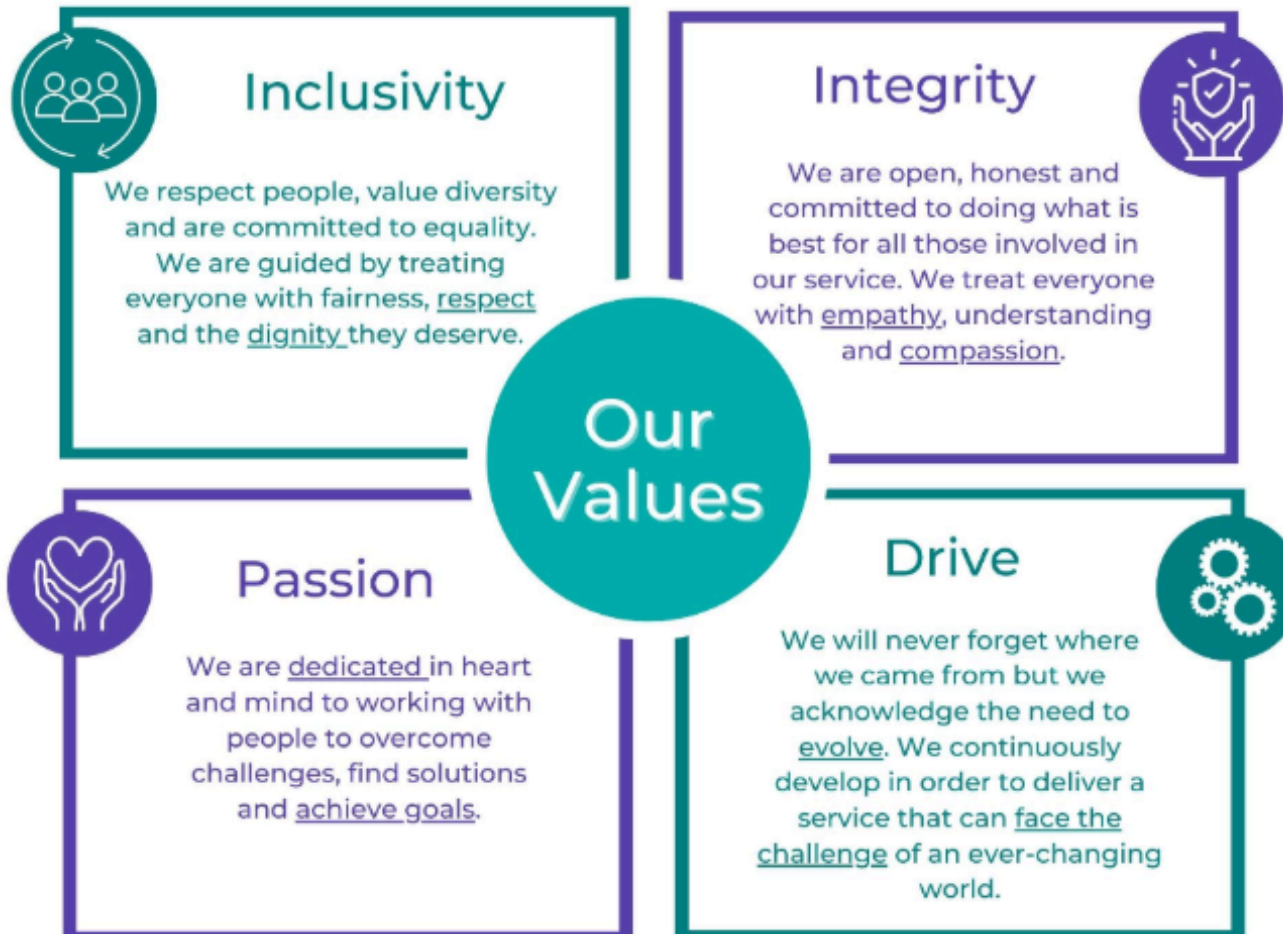 Inclusivity
We respect people, value diversity
and are committed to equality.
We are guided by treating
everyone with fairness, respect
and the dignity they deserve.
Integrity
We are open, honest and
committed to doing what is
best for all those involved in
our service. We treat everyone
with empathy, understanding
and compassion.
Our
Values
Passion
We are dedicated in heart
and mind to working with
people to overcome
challenges, find solutions
and achieve goals.
Drive
We will never forget where
we came from but we
acknowledge the need to
evolve. We continuously
develop in order to deliver a
service that can face the
challenge of an ever-changing
world.